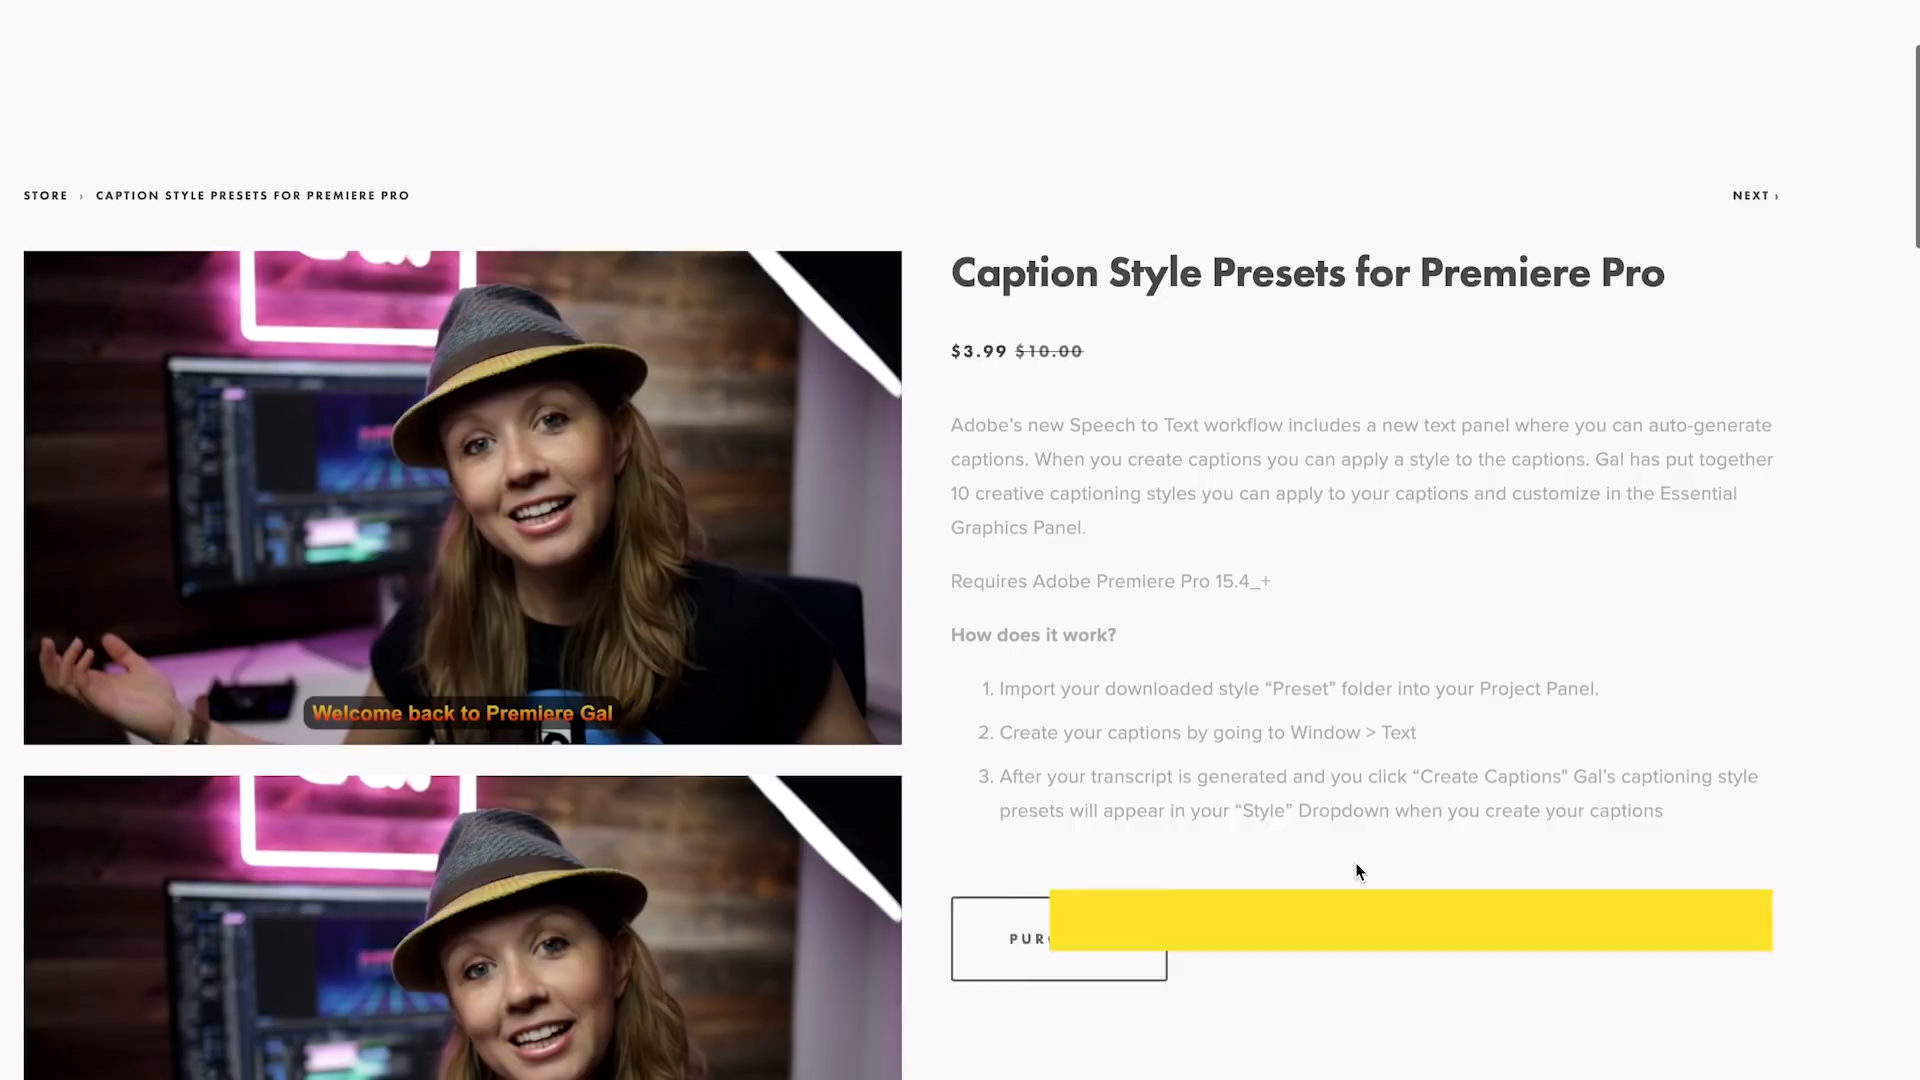 STORE › CAPTION STYLE PRESETS FOR PREMIERE PRO
NEXT ›
Welcome back to Premiere Gal
Caption Style Presets for Premiere Pro
$3.99 $10.00
Adobe's new Speech to Text workflow includes a new text panel where you can auto-generate
captions. When you create captions you can apply a style to the captions. Gal has put together
10 creative captioning styles you can apply to your captions and customize in the Essential
Graphics Panel.
Requires Adobe Premiere Pro 15.4_+
How does it work?
1. Import your downloaded style “Preset” folder into your Project Panel.
2. Create your captions by going to Window > Text
3. After your transcript is generated and you click “Create Captions" Gal’s captioning style
presets will appear in your “Style” Dropdown when you create your captions